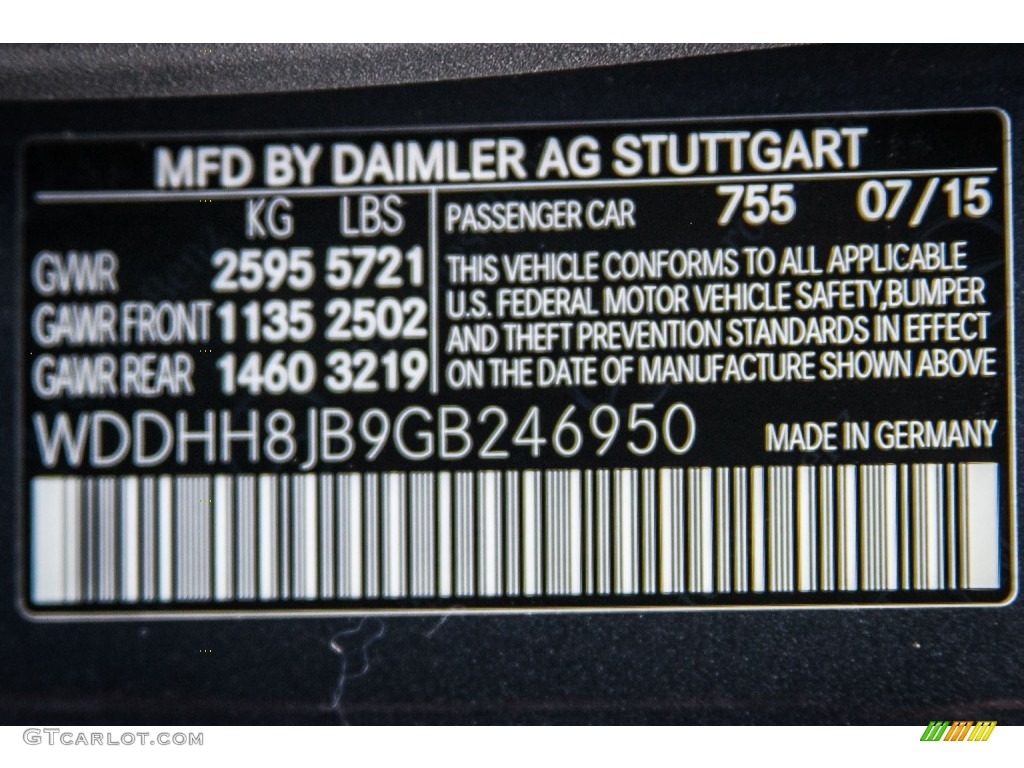 MFD BY DAIMLER AG STUTTGART
KG LBS
GVWR 2595 5721
GAWR FRONT 1135 2502
GAWR REAR 1460 3219
PASSENGER CAR 755 07/15
THIS VEHICLE CONFORMS TO ALL APPLICABLE
U.S. FEDERAL MOTOR VEHICLE SAFETY,BUMPER
AND THEFT PREVENTION STANDARDS IN EFFECT
ON THE DATE OF MANUFACTURE SHOWN ABOVE
WDDHH8JB9GB246950
MADE IN GERMANY
GTCARLOT.COM